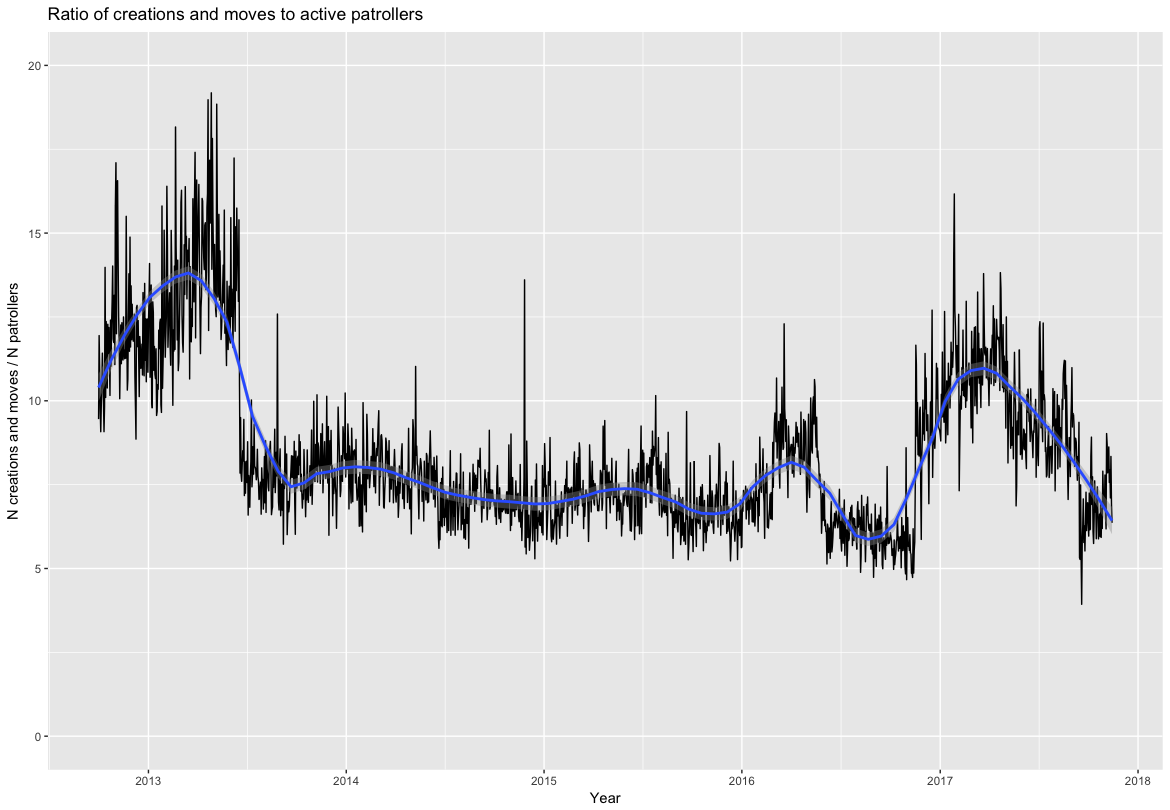 Ratio of creations and moves to active patrollers
N creations and moves / N patrollers
20
15
10
5
0
2013 2014 2015 2016 2017 2018
Year